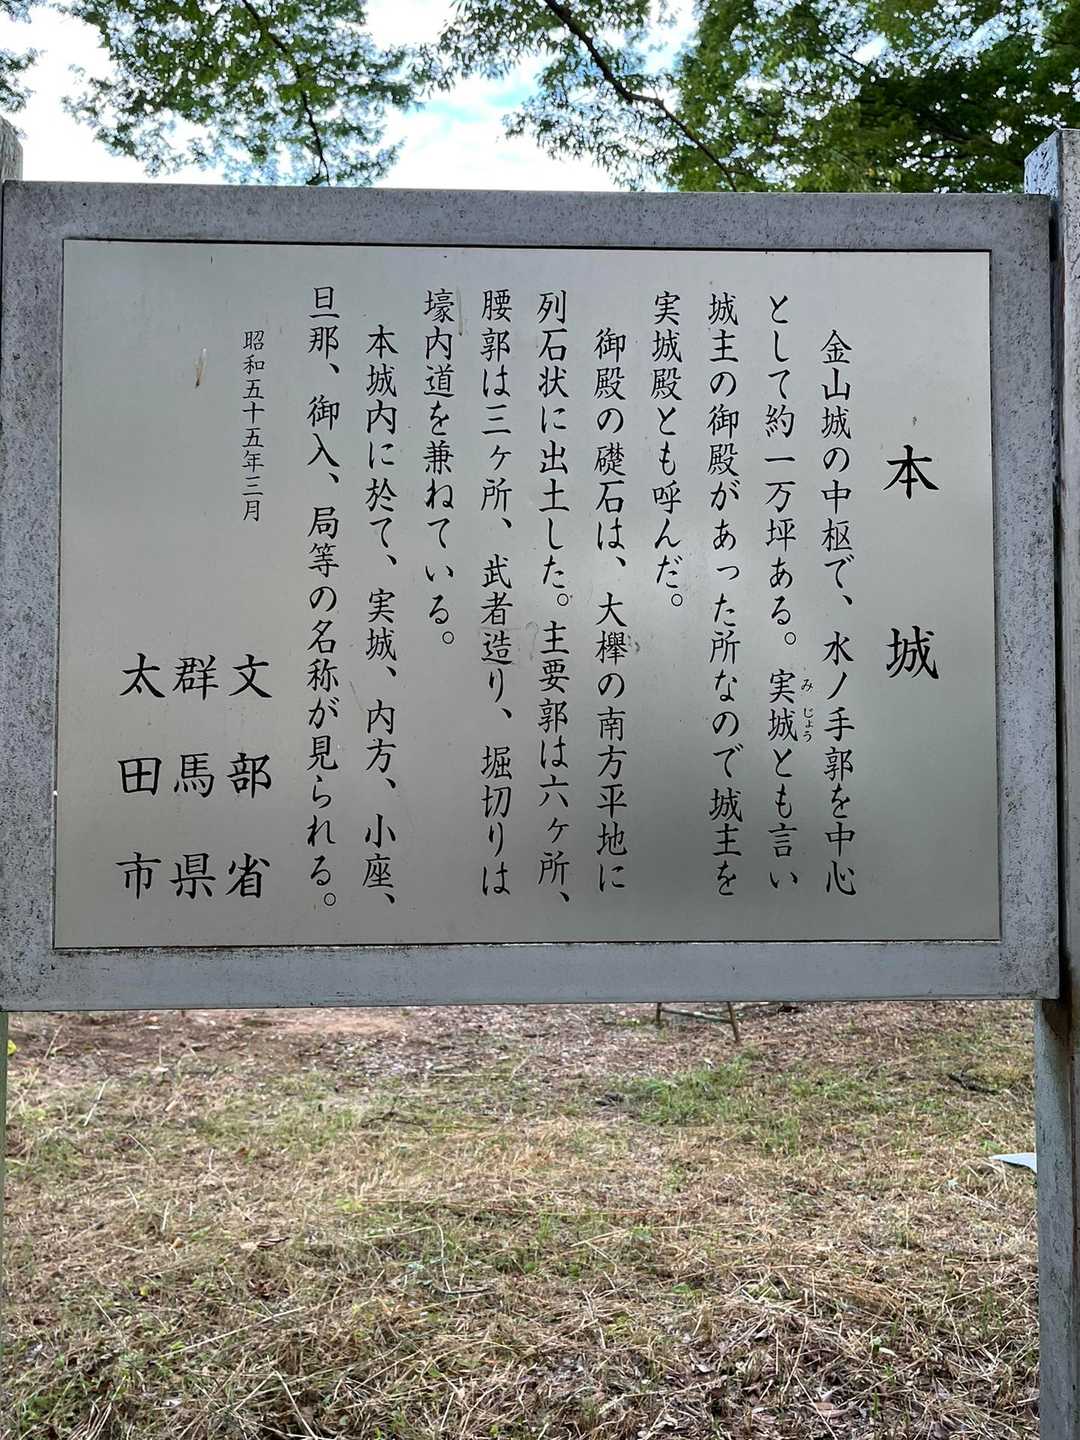 本城
金山城の中枢で、水ノ手郭を中心
として約一万坪ある。実城とも言い
みじょう
城主の御殿があった所なので城主を
実城殿とも呼んだ。
御殿の礎石は、大欅の南方平地に
列石状に出土した。主要郭は六ヶ所、
腰郭は三ヶ所、武者造り、堀切りは
壕内道を兼ねている。
本城内に於て、実城、内方、小座、
旦那、御入、局等の名称が見られる。
昭和五十五年三月
文部省
群馬県
太田市